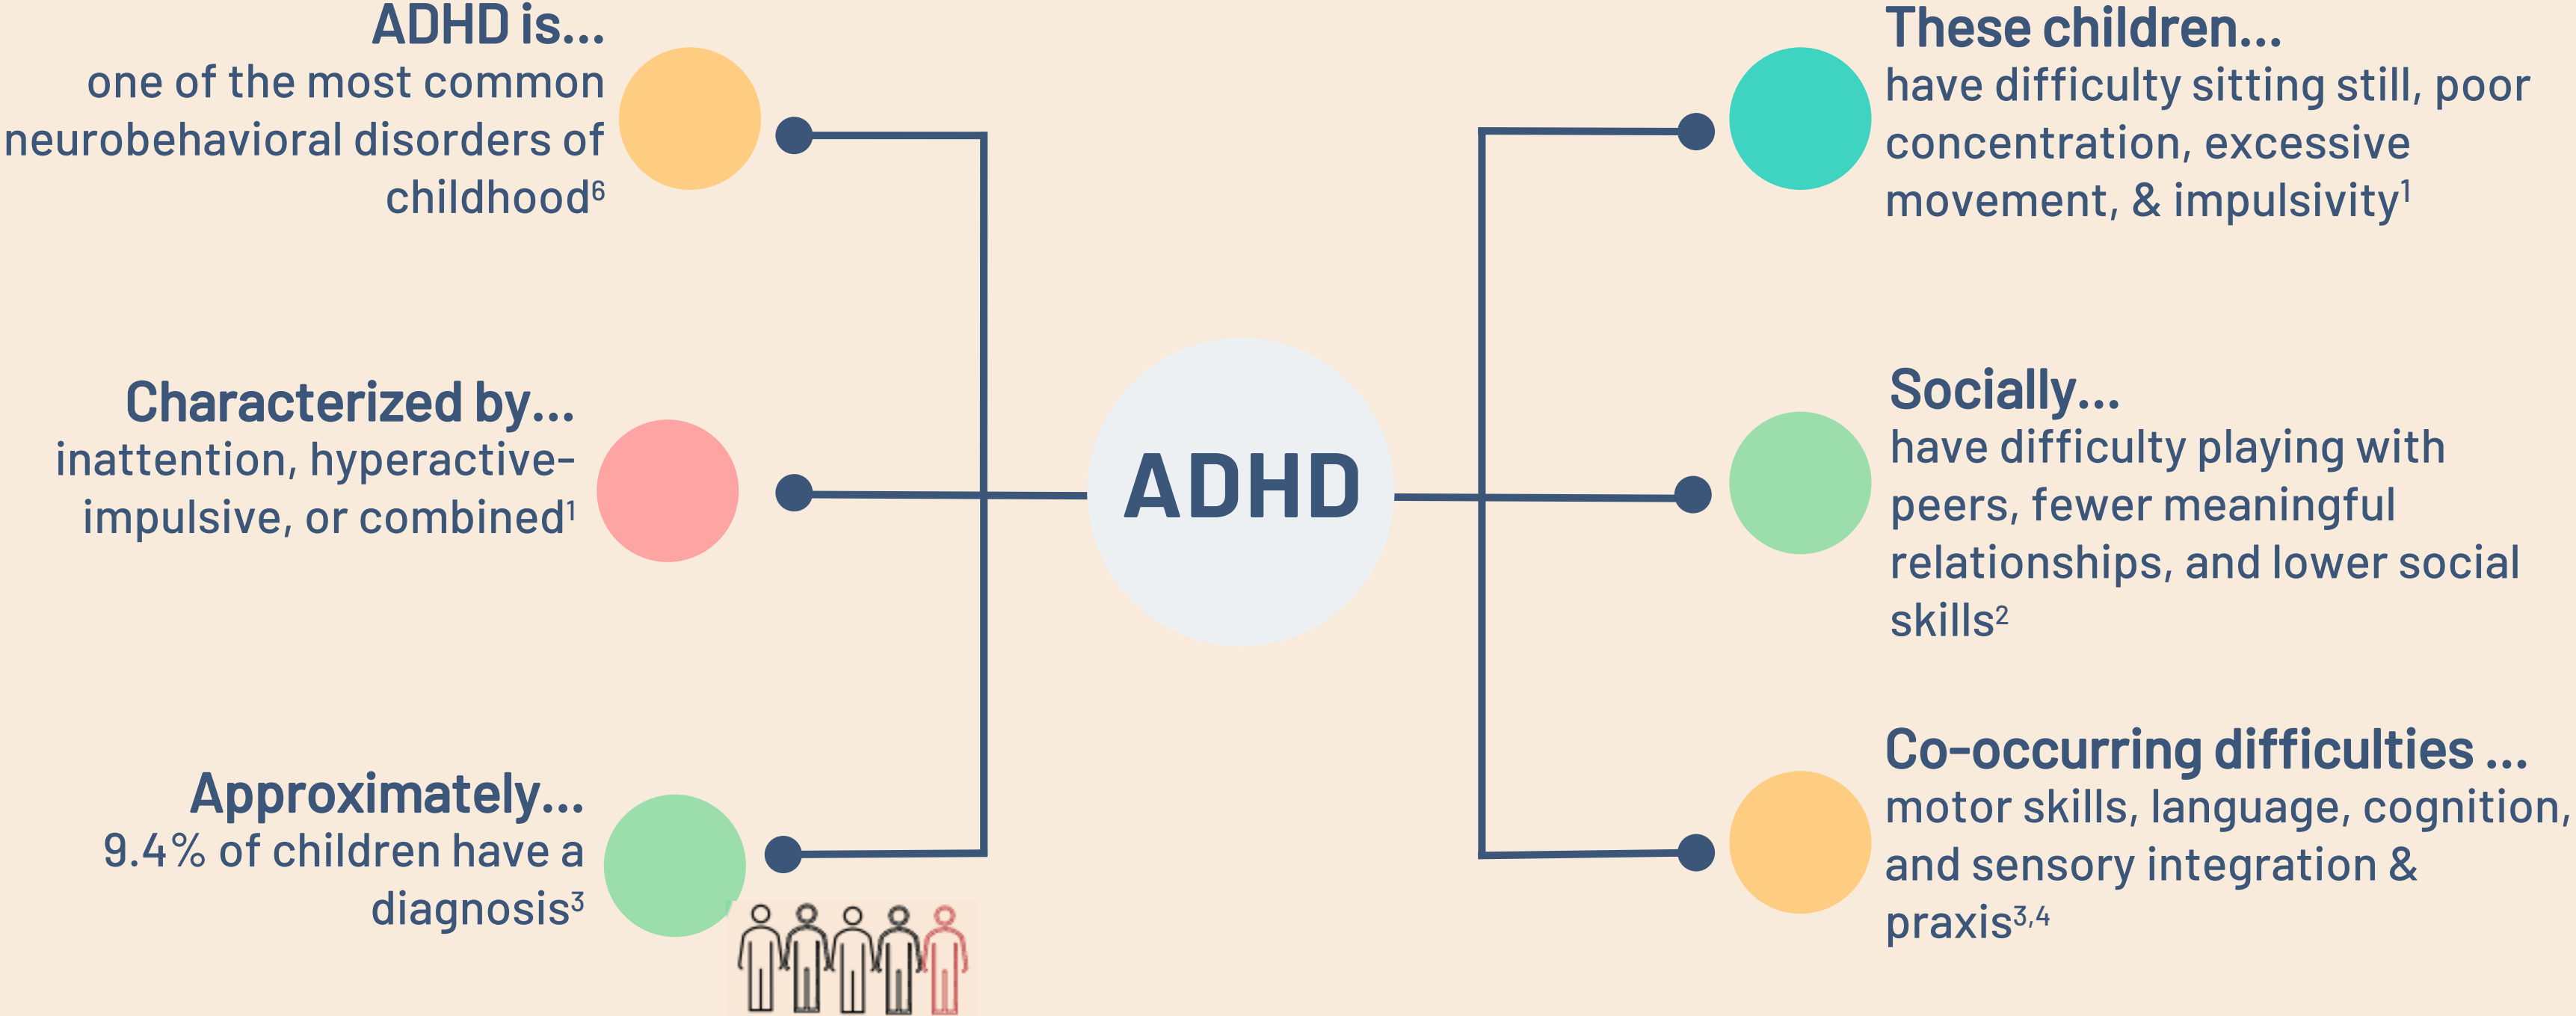 ADHD is...
one of the most common
neurobehavioral disorders of
childhood⁶
Characterized by...
inattention, hyperactive-
impulsive, or combined¹
Approximately...
9.4% of children have a
diagnosis³
ADHD
These children...
have difficulty sitting still, poor
concentration, excessive
movement, & impulsivity¹
Socially...
have difficulty playing with
peers, fewer meaningful
relationships, and lower social
skills²
Co-occurring difficulties ...
motor skills, language, cognition,
and sensory integration &
praxis³,⁴